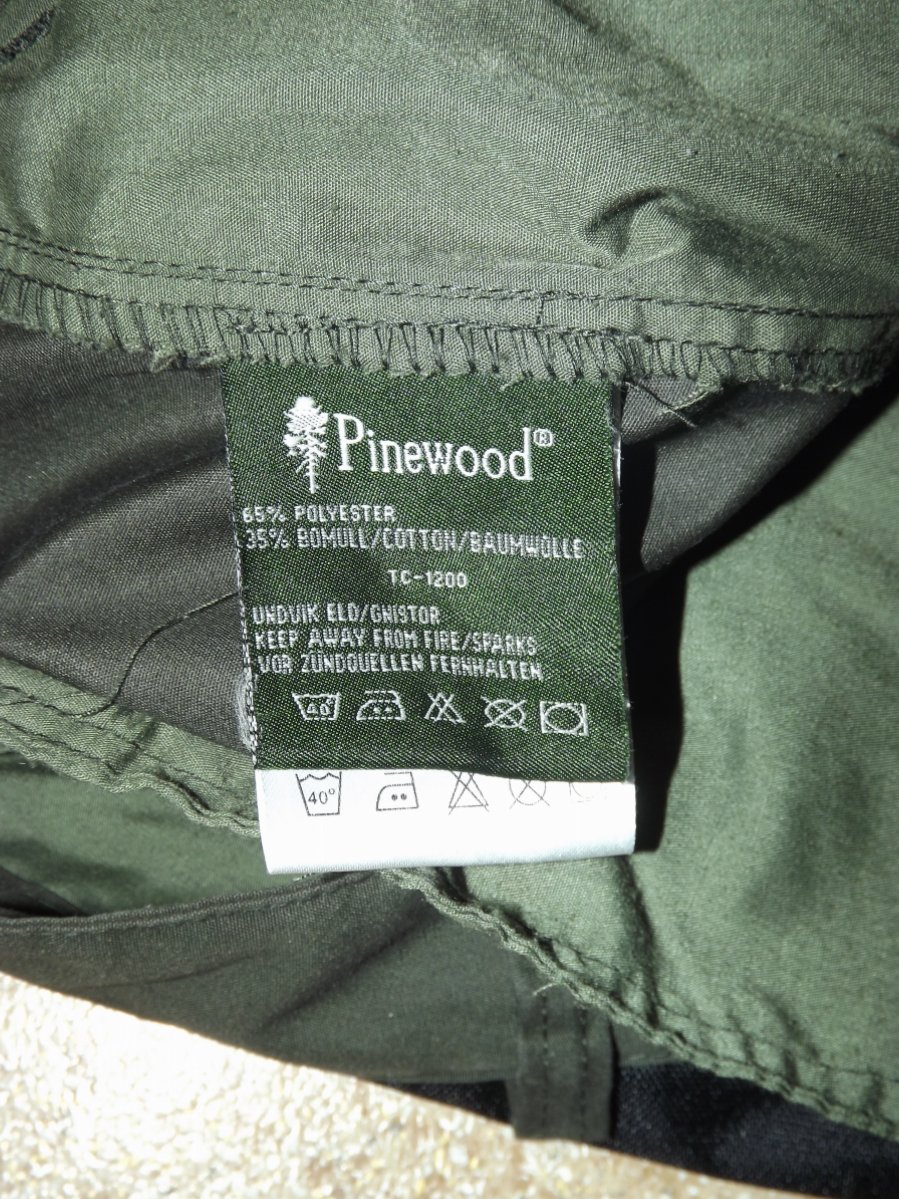 Pinewood®
65% POLYESTER
35% BOMULL/COTTON/BAUMWOLLE
TC-1200
UNDVIK ELD/GNISTOR
KEEP AWAY FROM FIRE/SPARKS
VOR ZÜNDQUELLEN FERNHALTEN
40°
40°